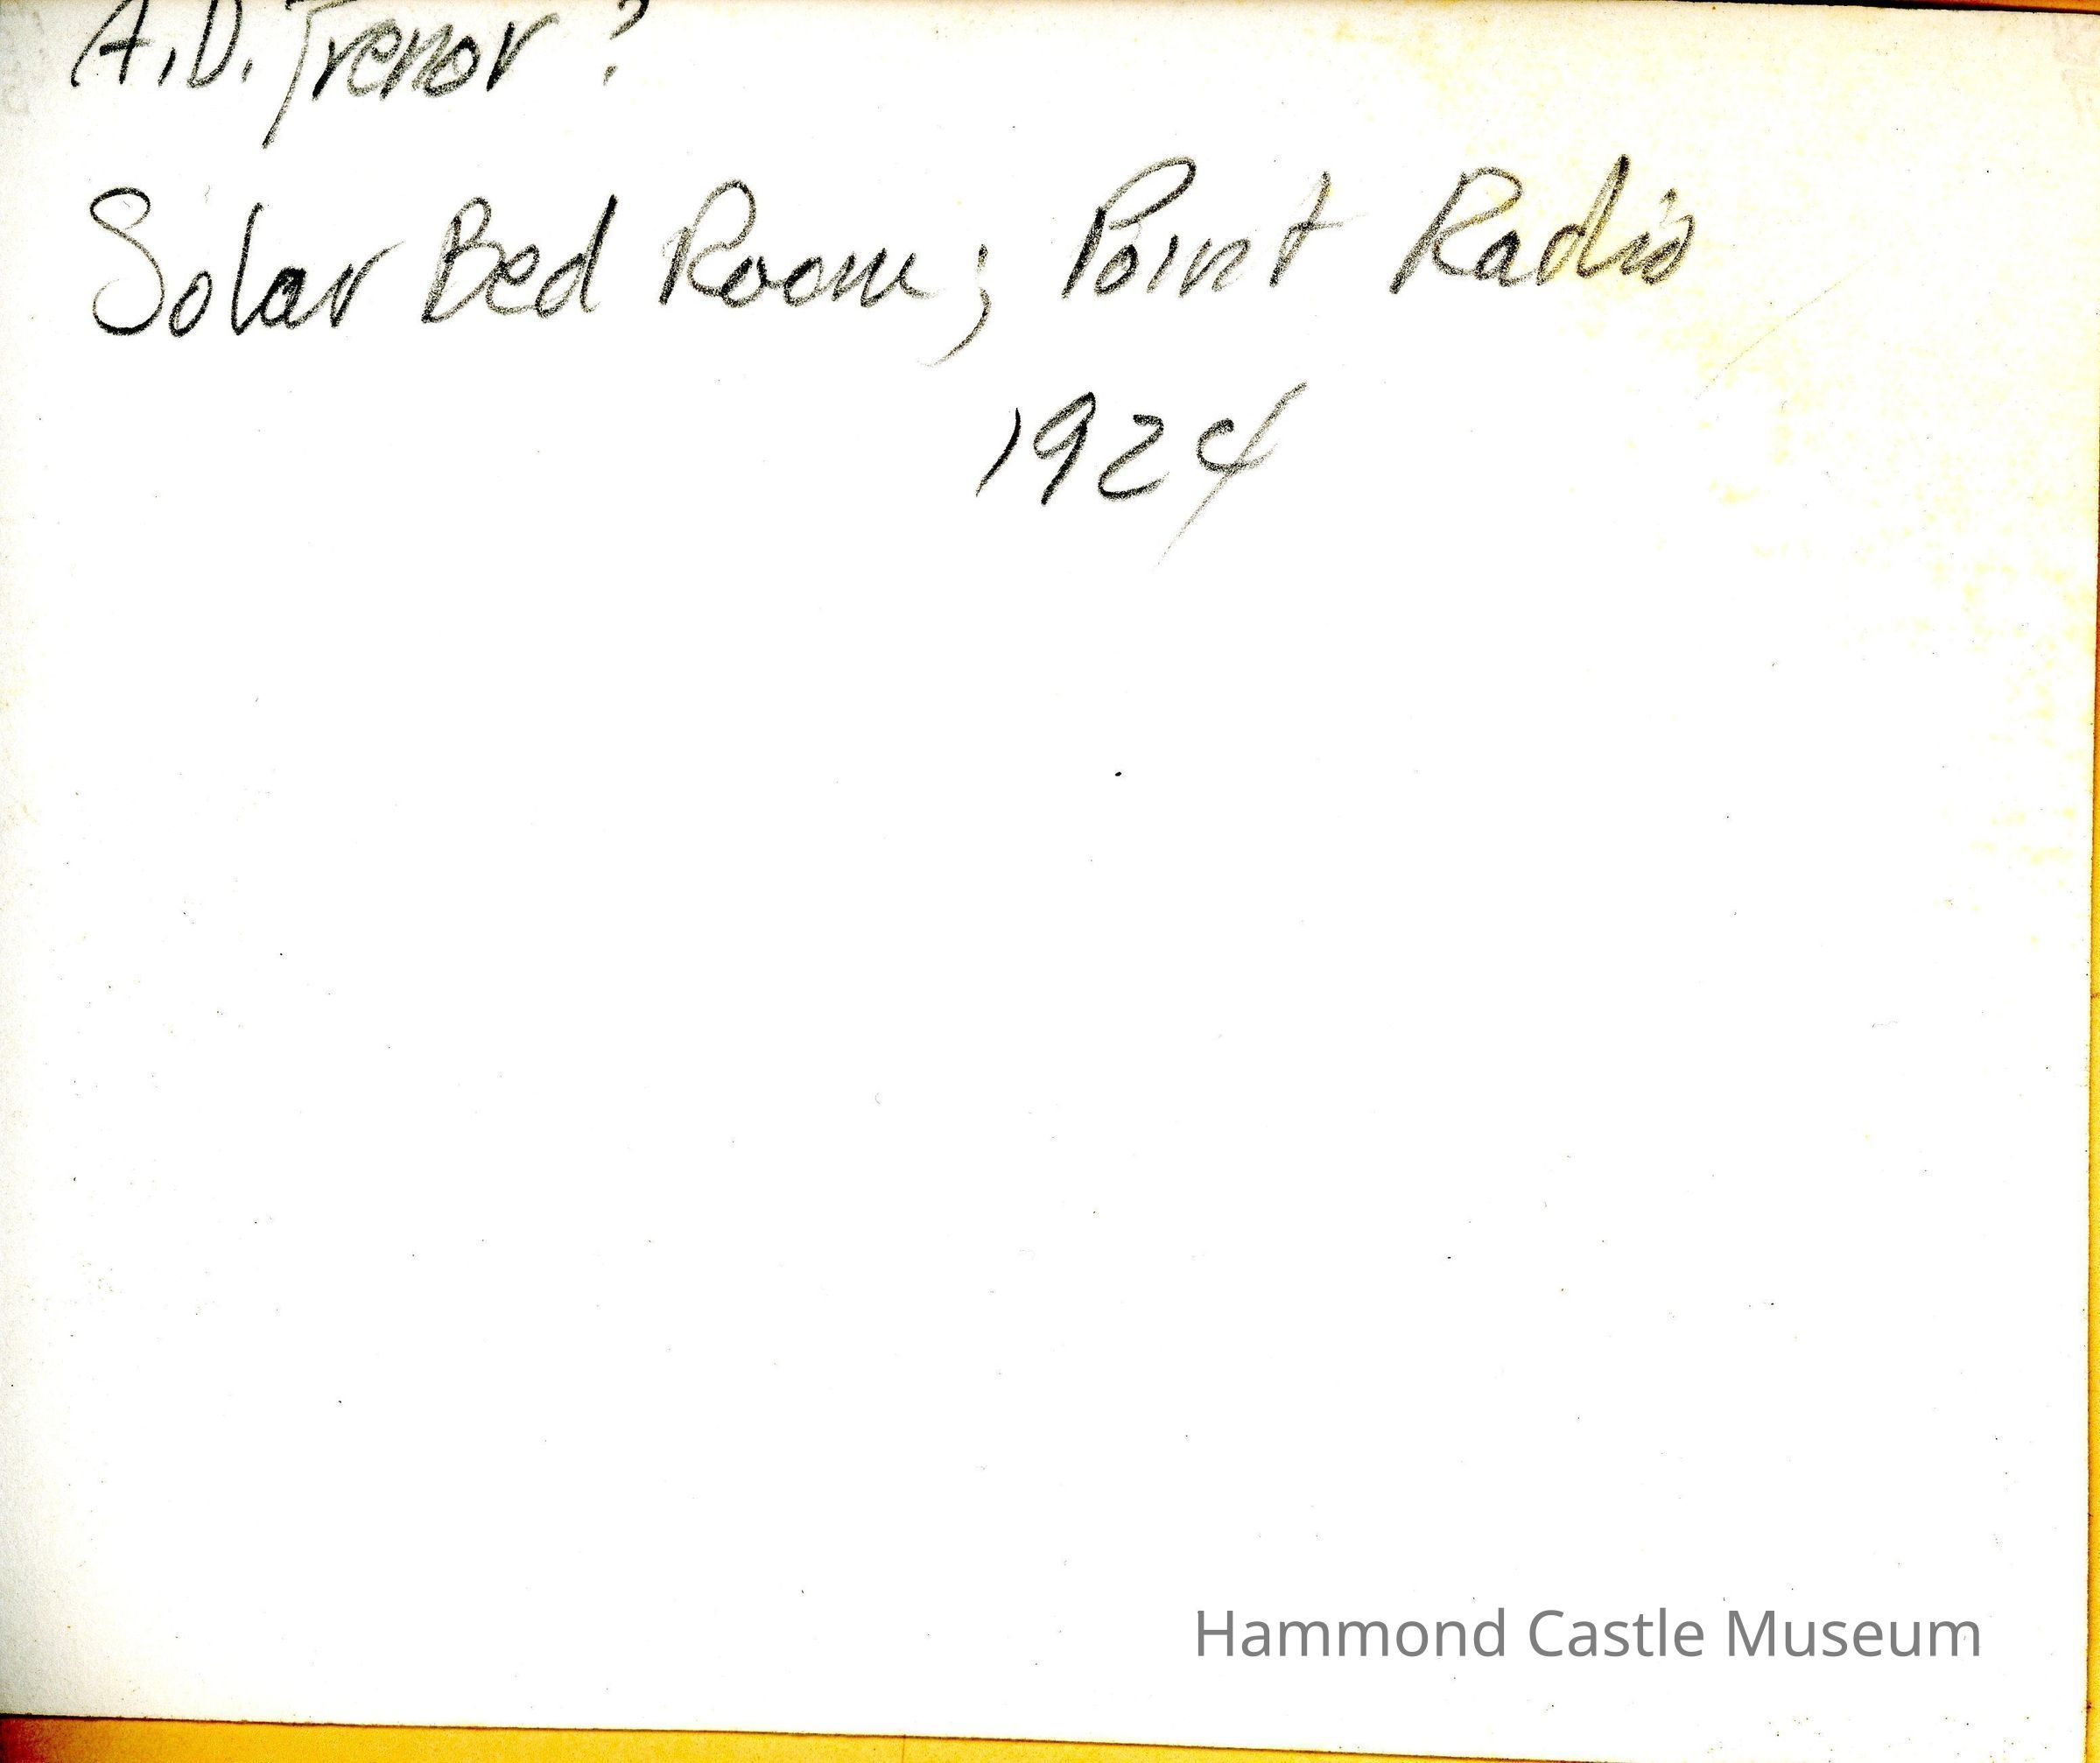 A.D. Trenor?
Solar Bed Room; Point Radio
1924
Hammond Castle Museum